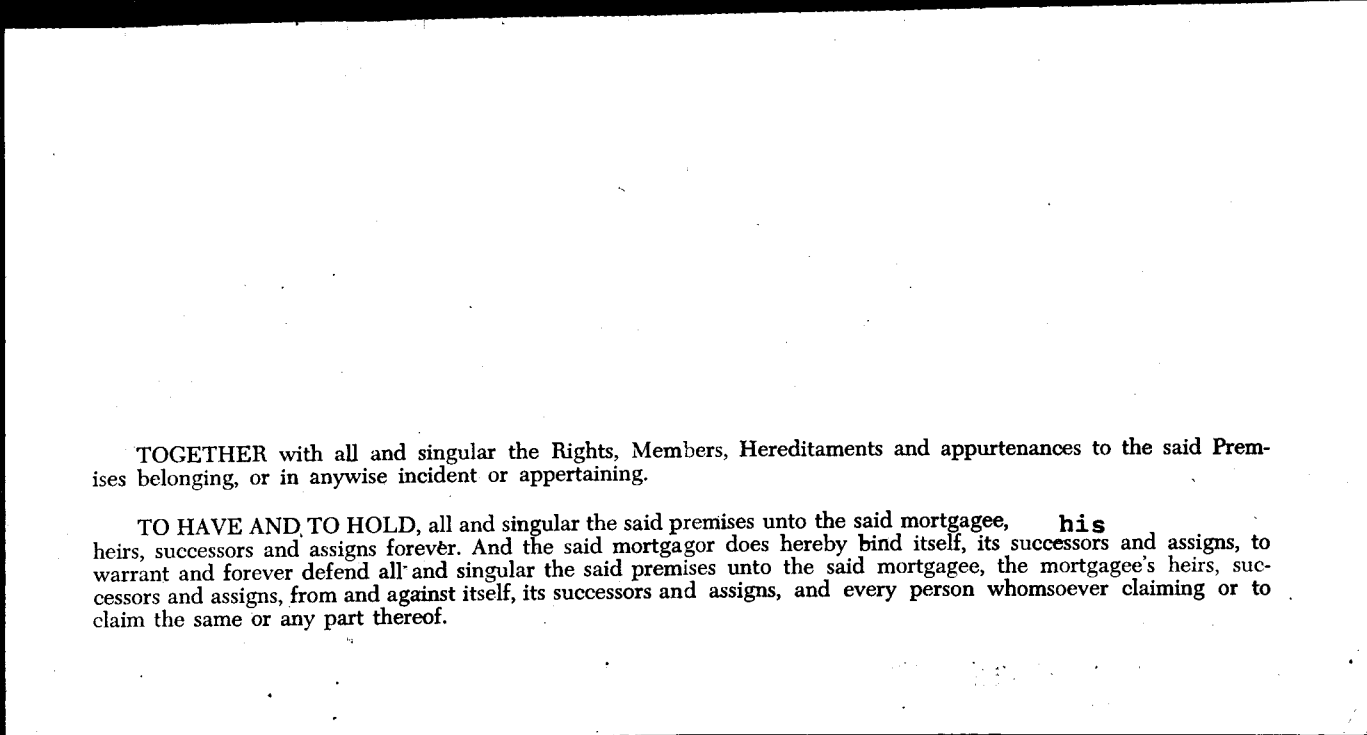 TOGETHER with all and singular the Rights, Members, Hereditaments and appurtenances to the said Prem-
ises belonging, or in anywise incident or appertaining.
TO HAVE AND TO HOLD, all and singular the said premises unto the said mortgagee, his
heirs, successors and assigns forever. And the said mortgagor does hereby bind itself, its successors and assigns, to
warrant and forever defend all and singular the said premises unto the said mortgagee, the mortgagee's heirs, suc-
cessors and assigns, from and against itself, its successors and assigns, and every person whomsoever claiming or to
claim the same or any part thereof.